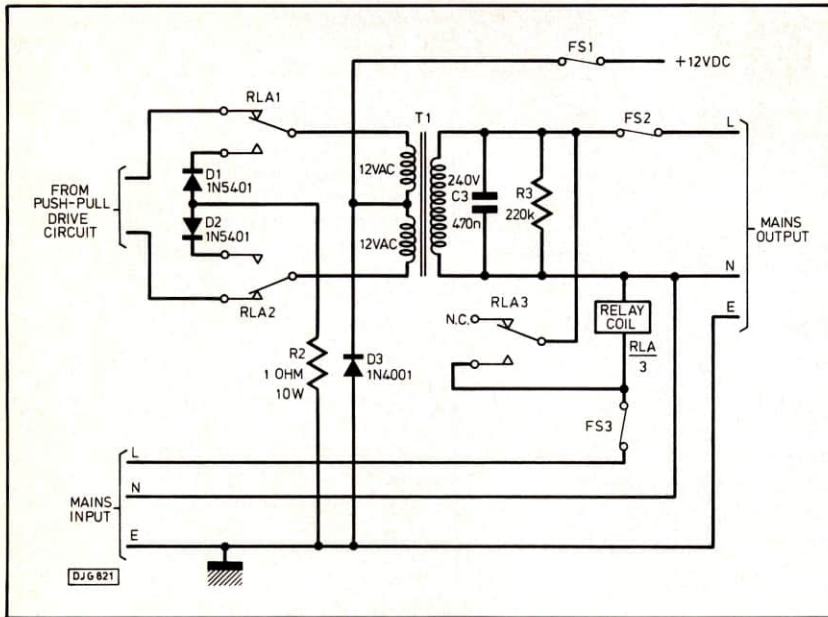 FS1
+12VDC
RLA1
T1
FS2
L
12VAC
240V
C3
470n
R3
220k
D1
1N5401
FROM
PUSH-PULL
DRIVE
CIRCUIT
D2
1N5401
12VAC
MAINS
OUTPUT
N
RLA3
N.C.
E
RLA2
RELAY
COIL
RLA
3
R2
1 OHM
10W
D3
1N4001
FS3
L
MAINS
INPUT
N
E
DJG821